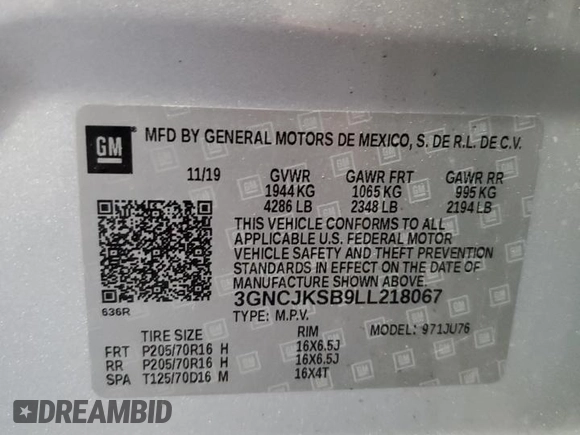 GM
MFD BY GENERAL MOTORS DE MEXICO, S. DE R.L. DE C.V.
11/19 GVWR GAWR FRT GAWR RR
1944 KG 1065 KG 995 KG
4286 LB 2348 LB 2194 LB
THIS VEHICLE CONFORMS TO ALL
APPLICABLE U.S. FEDERAL MOTOR
VEHICLE SAFETY AND THEFT PREVENTION
STANDARDS IN EFFECT ON THE DATE OF
MANUFACTURE SHOWN ABOVE.
3GNCJKSB9LL218067
636R
TYPE: M.P.V. MODEL: 971JU76
TIRE SIZE RIM
FRT P205/70R16 H 16X6.5J
RR P205/70R16 H 16X6.5J
SPA T125/70D16 M 16X4T
DREAMBID